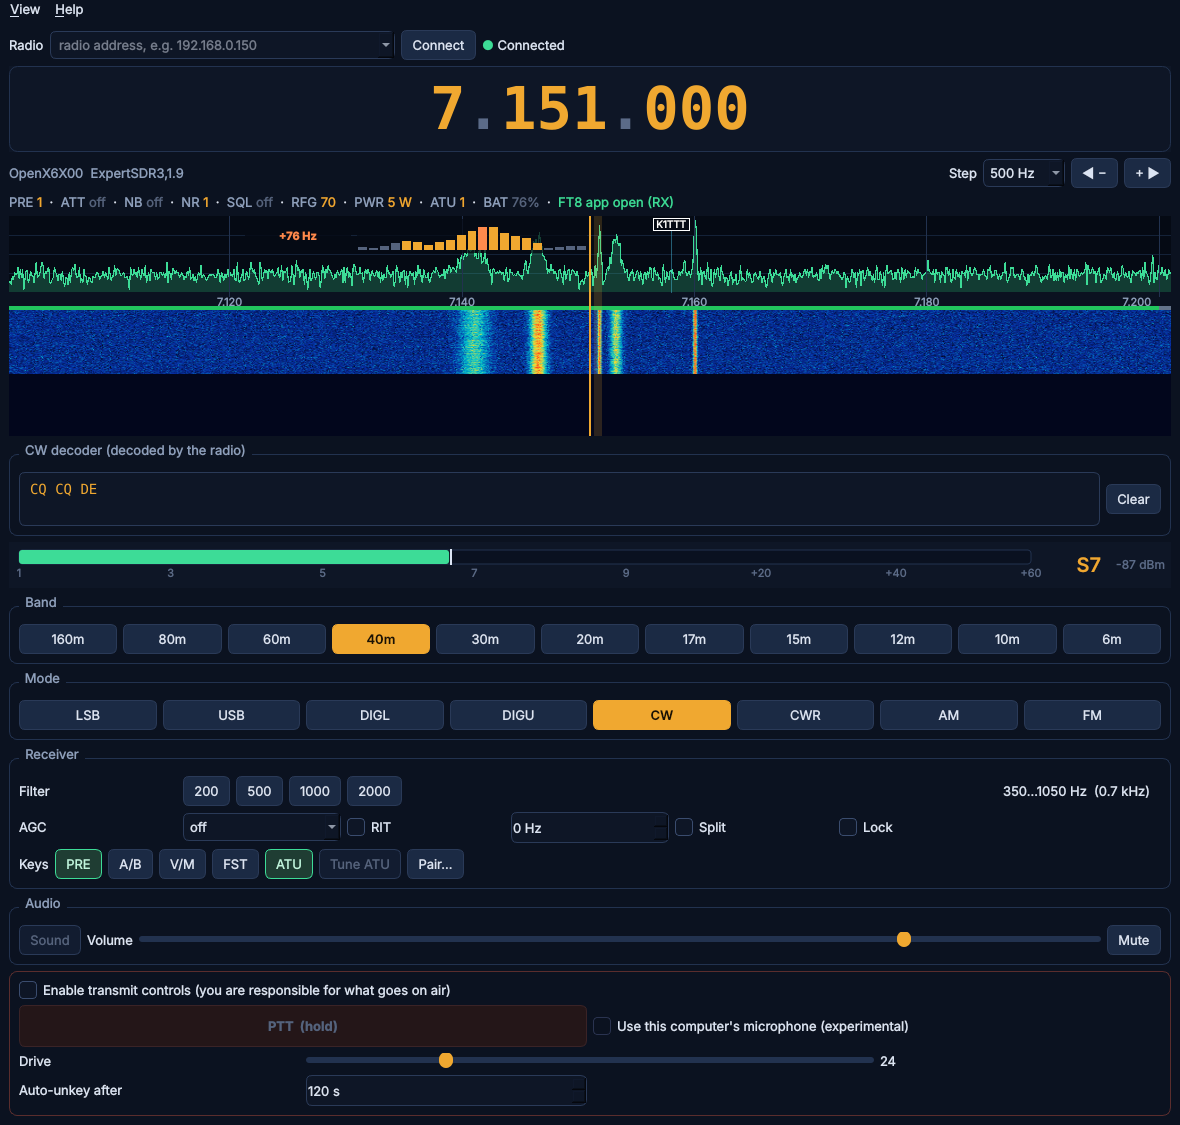 View Help
Radio radio address, e.g. 192.168.0.150 Connect Connected
7.151.000
OpenX6X00 ExpertSDR3,1.9 Step 500 Hz ◀ − + ▶
PRE 1 · ATT off · NB off · NR 1 · SQL off · RFG 70 · PWR 5 W · ATU 1 · BAT 76% · FT8 app open (RX)
K1TTT
+76 Hz
7.120 7.140 7.160 7.180 7.200
CW decoder (decoded by the radio)
CQ CQ DE
Clear
S7 -87 dBm
1 3 5 7 9 +20 +40 +60
Band
160m 80m 60m 40m 30m 20m 17m 15m 12m 10m 6m
Mode
LSB USB DIGL DIGU CW CWR AM FM
Receiver
Filter 200 500 1000 2000 350...1050 Hz (0.7 kHz)
AGC off RIT 0 Hz Split Lock
Keys PRE A/B V/M FST ATU Tune ATU Pair...
Audio
Sound Volume Mute
Enable transmit controls (you are responsible for what goes on air)
PTT (hold) Use this computer's microphone (experimental)
Drive 24
Auto-unkey after 120 s